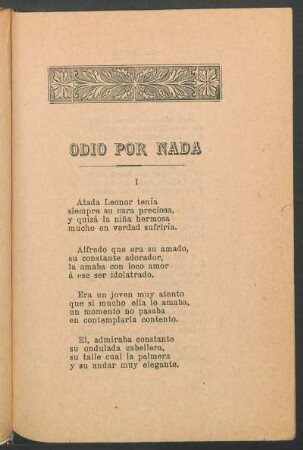 ODIO POR NADA
I
Atada Leonor tenía
siempre su cara preciosa,
y quizá la niña hermosa
mucho en verdad sufriría.
Alfredo que era su amado,
su constante adorador,
la amaba con loco amor
á ese ser idolatrado.
Era un joven muy atento
que si mucho ella lo amaba,
un momento no pasaba
en contemplarla contento.
El, admiraba constante
su ondulada cabellera,
su talle cual la palmera
y su andar muy elegante.